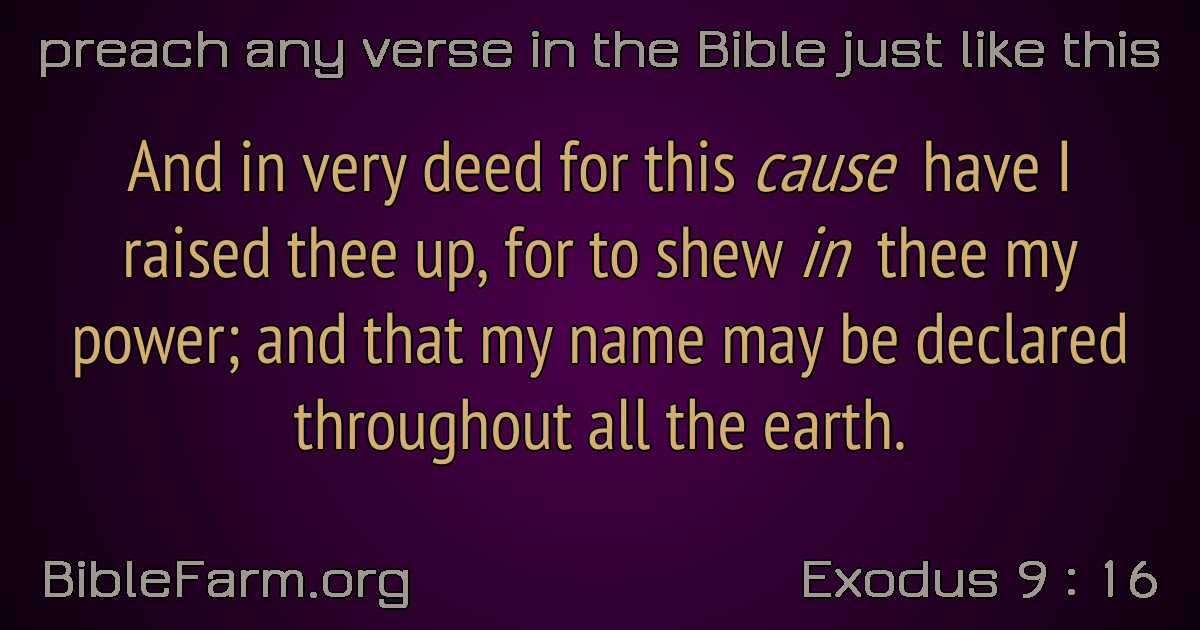 preach any verse in the Bible just like this
And in very deed for this cause have I
raised thee up, for to shew in thee my
power; and that my name may be declared
throughout all the earth.
BibleFarm.org
Exodus 9 : 16